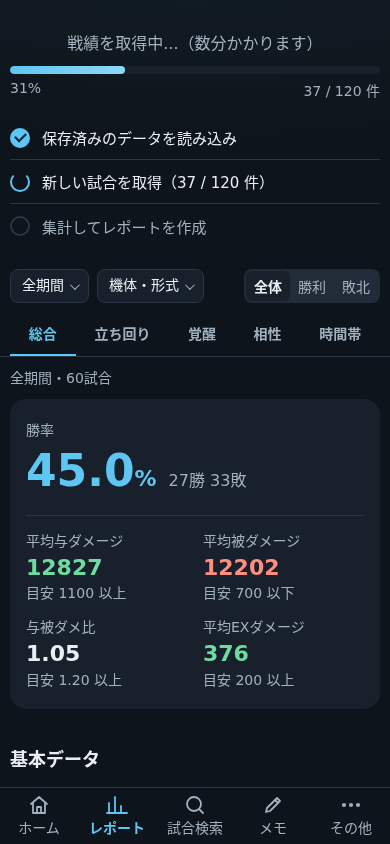 戦績を取得中…（数分かかります）
31%
37 / 120 件
保存済みのデータを読み込み
新しい試合を取得（37 / 120 件）
集計してレポートを作成
全期間 機体・形式 全体 勝利 敗北
総合 立ち回り 覚醒 相性 時間帯
全期間・60試合
勝率
45.0% 27勝 33敗
平均与ダメージ 平均被ダメージ
12827 12202
目安 1100 以上 目安 700 以下
与被ダメ比 平均EXダメージ
1.05 376
目安 1.20 以上 目安 200 以上
基本データ
ホーム レポート 試合検索 メモ その他